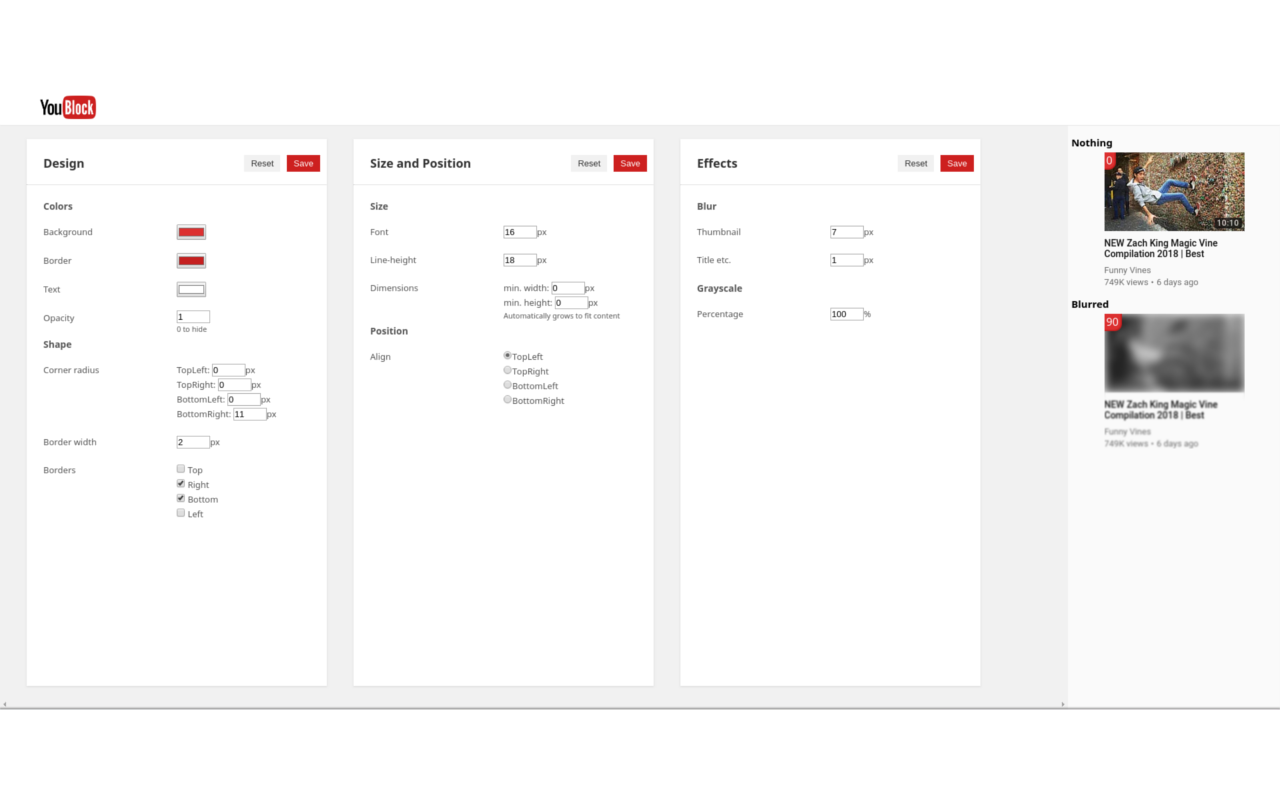 You Block
Design
Reset
Save
Colors
Background
Border
Text
Opacity
1
0 to hide
Shape
Corner radius
TopLeft: 0 px
TopRight: 0 px
BottomLeft: 0 px
BottomRight: 11 px
Border width
2 px
Borders
Top
Right
Bottom
Left
Size and Position
Reset
Save
Size
Font
16 px
Line-height
18 px
Dimensions
min. width: 0 px
min. height: 0 px
Automatically grows to fit content
Position
Align
TopLeft
TopRight
BottomLeft
BottomRight
Effects
Reset
Save
Blur
Thumbnail
7 px
Title etc.
1 px
Grayscale
Percentage
100 %
Nothing
0
10:10
NEW Zach King Magic Vine
Compilation 2018 | Best
Funny Vines
749K views • 6 days ago
Blurred
90
NEW Zach King Magic Vine
Compilation 2018 | Best
Funny Vines
749K views • 6 days ago